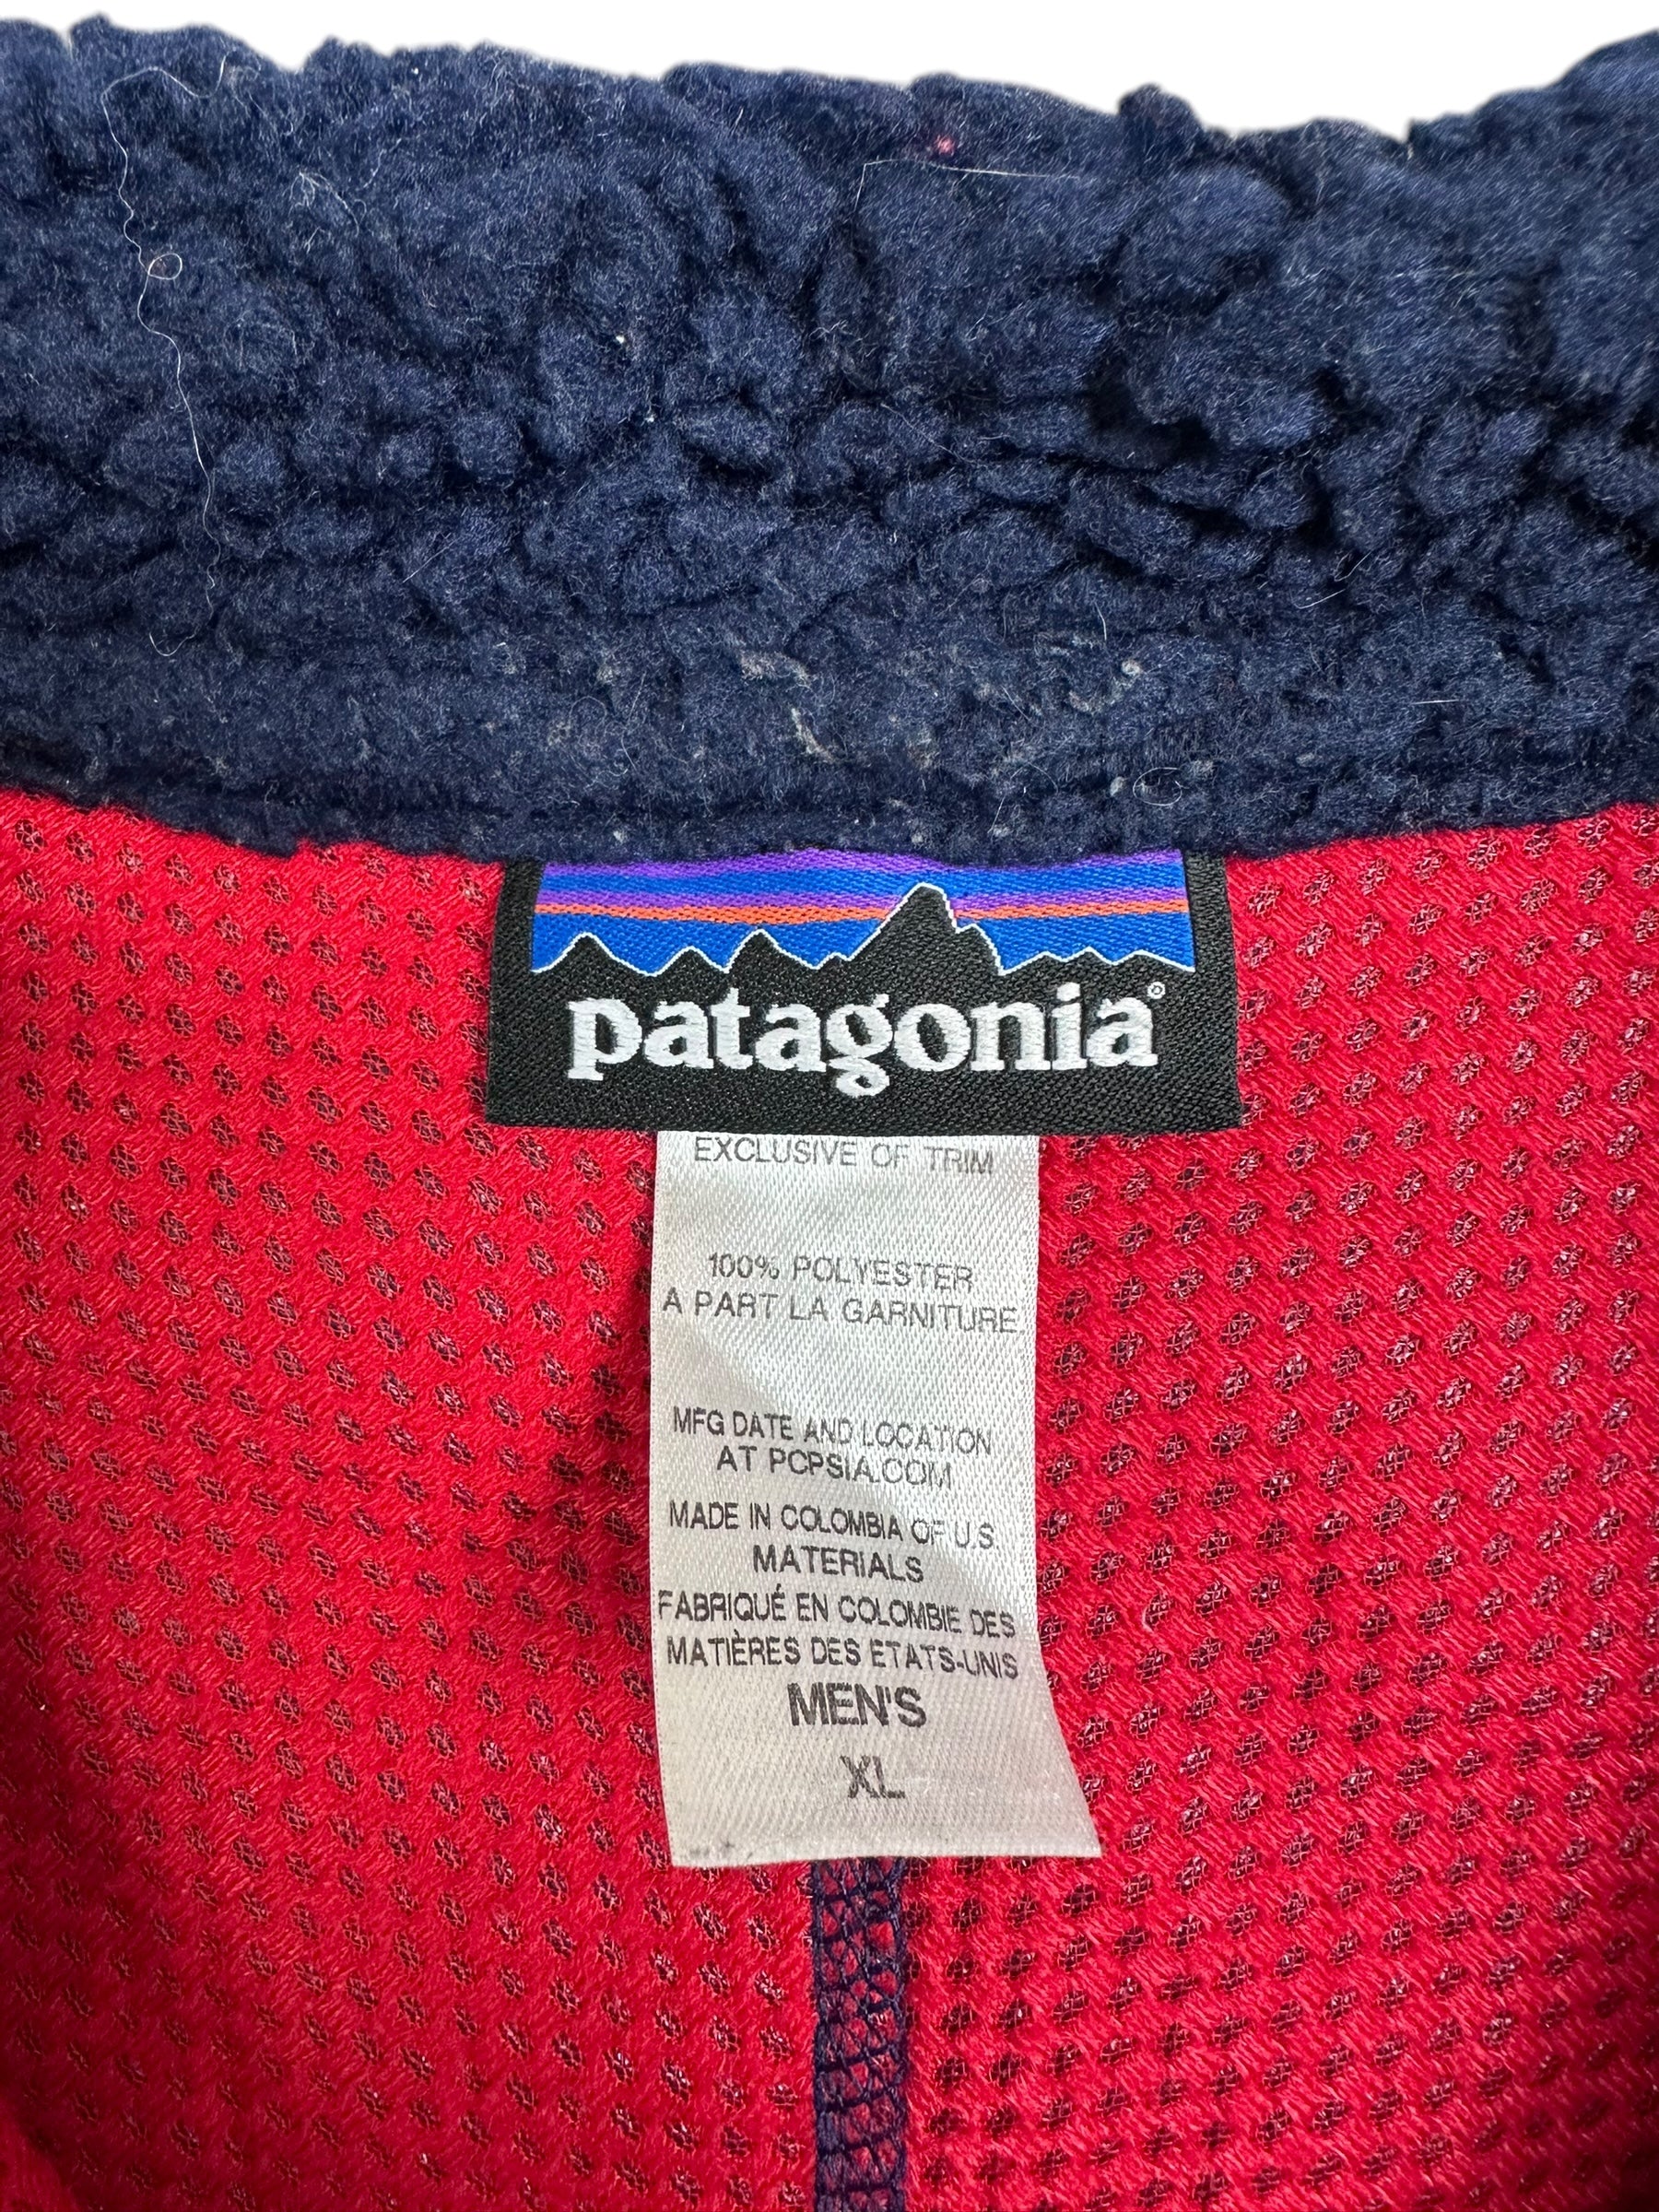 patagonia®
EXCLUSIVE OF TRIM
100% POLYESTER
A PART LA GARNITURE
MFG DATE AND LOCATION
AT PCPSIA.COM
MADE IN COLOMBIA OF U.S.
MATERIALS
FABRIQUÉ EN COLOMBIE DES
MATIÈRES DES ETATS-UNIS
MEN'S
XL